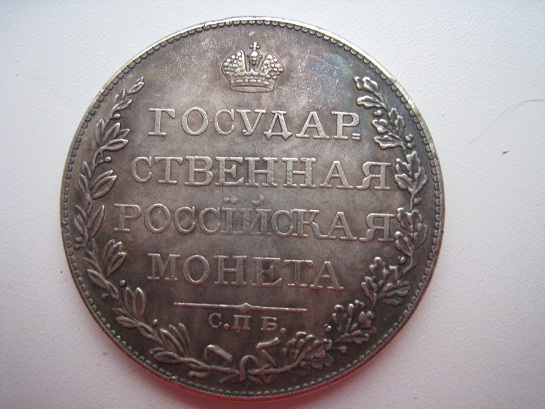 ГОСУДАР=
СТВЕННАЯ
РОССІЙСКАЯ
МОНЕТА
С.П.Б.